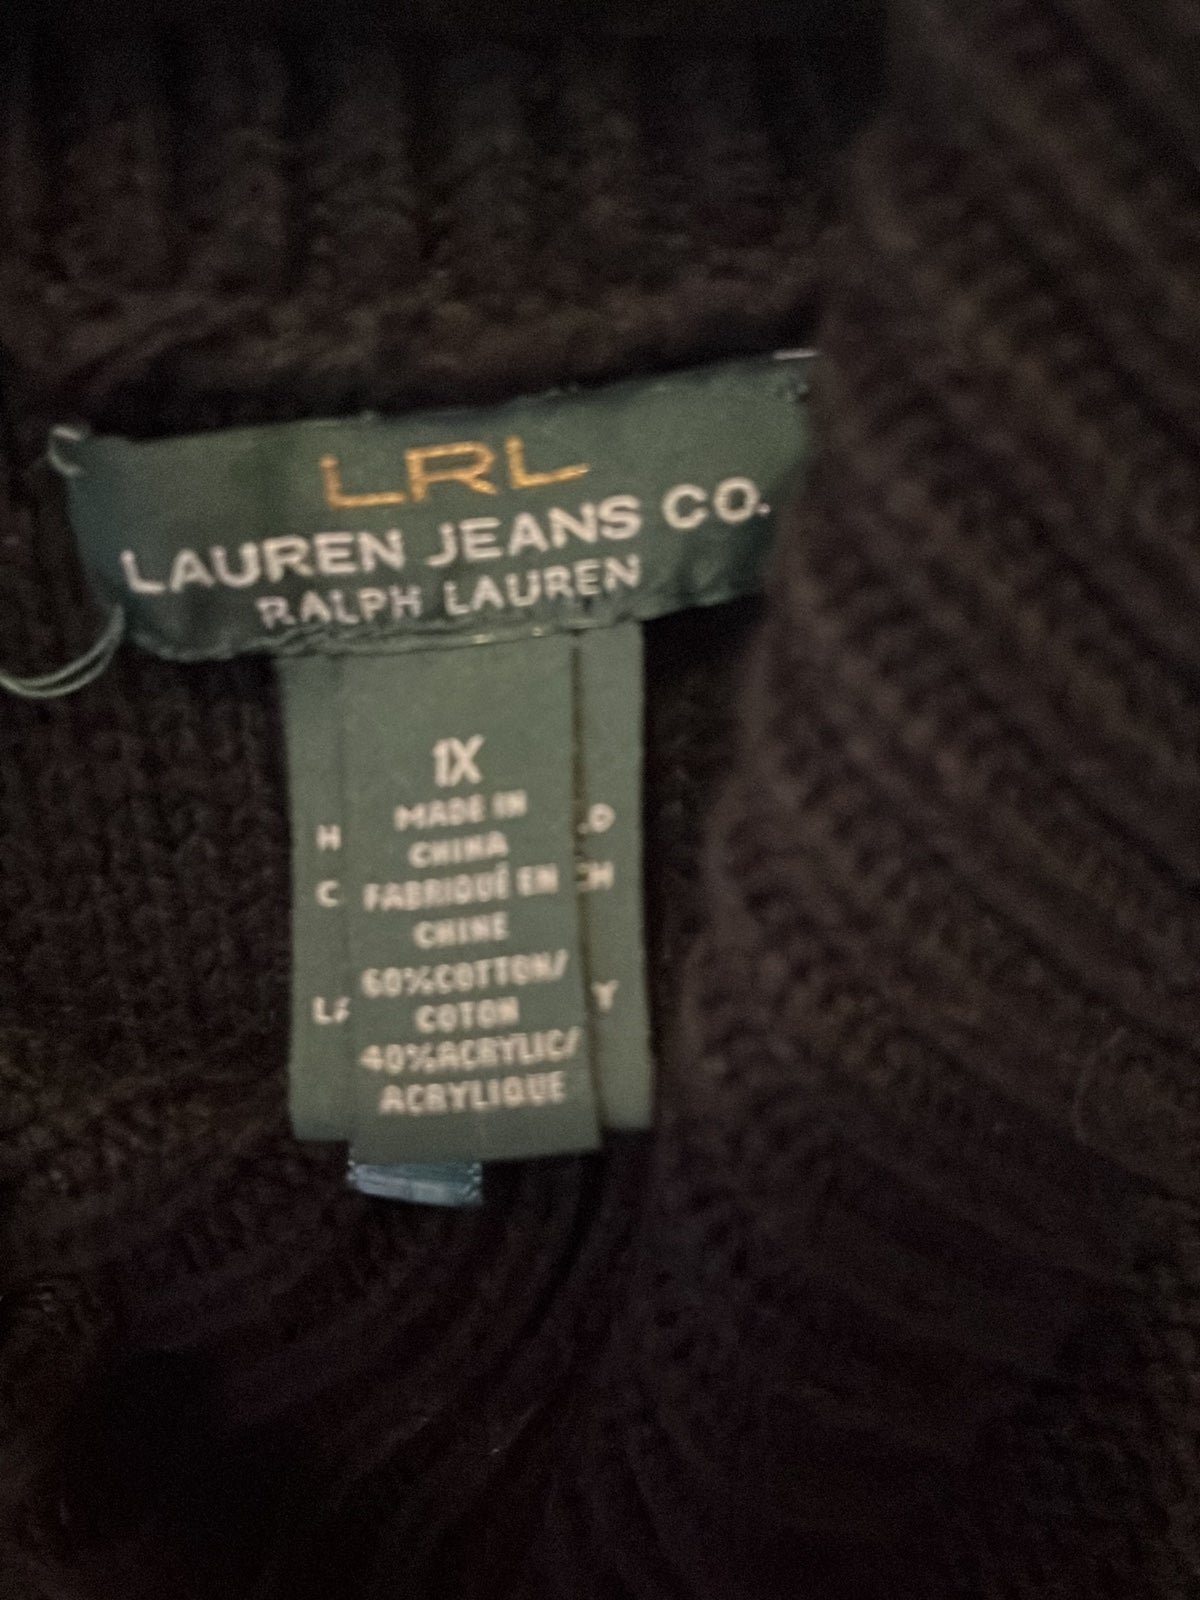 LRL
LAUREN JEANS CO.
RALPH LAUREN
1X
MADE IN
CHINA
FABRIQUÉ EN
CHINE
60%COTTON/
COTON
40%ACRYLIC/
ACRYLIQUE